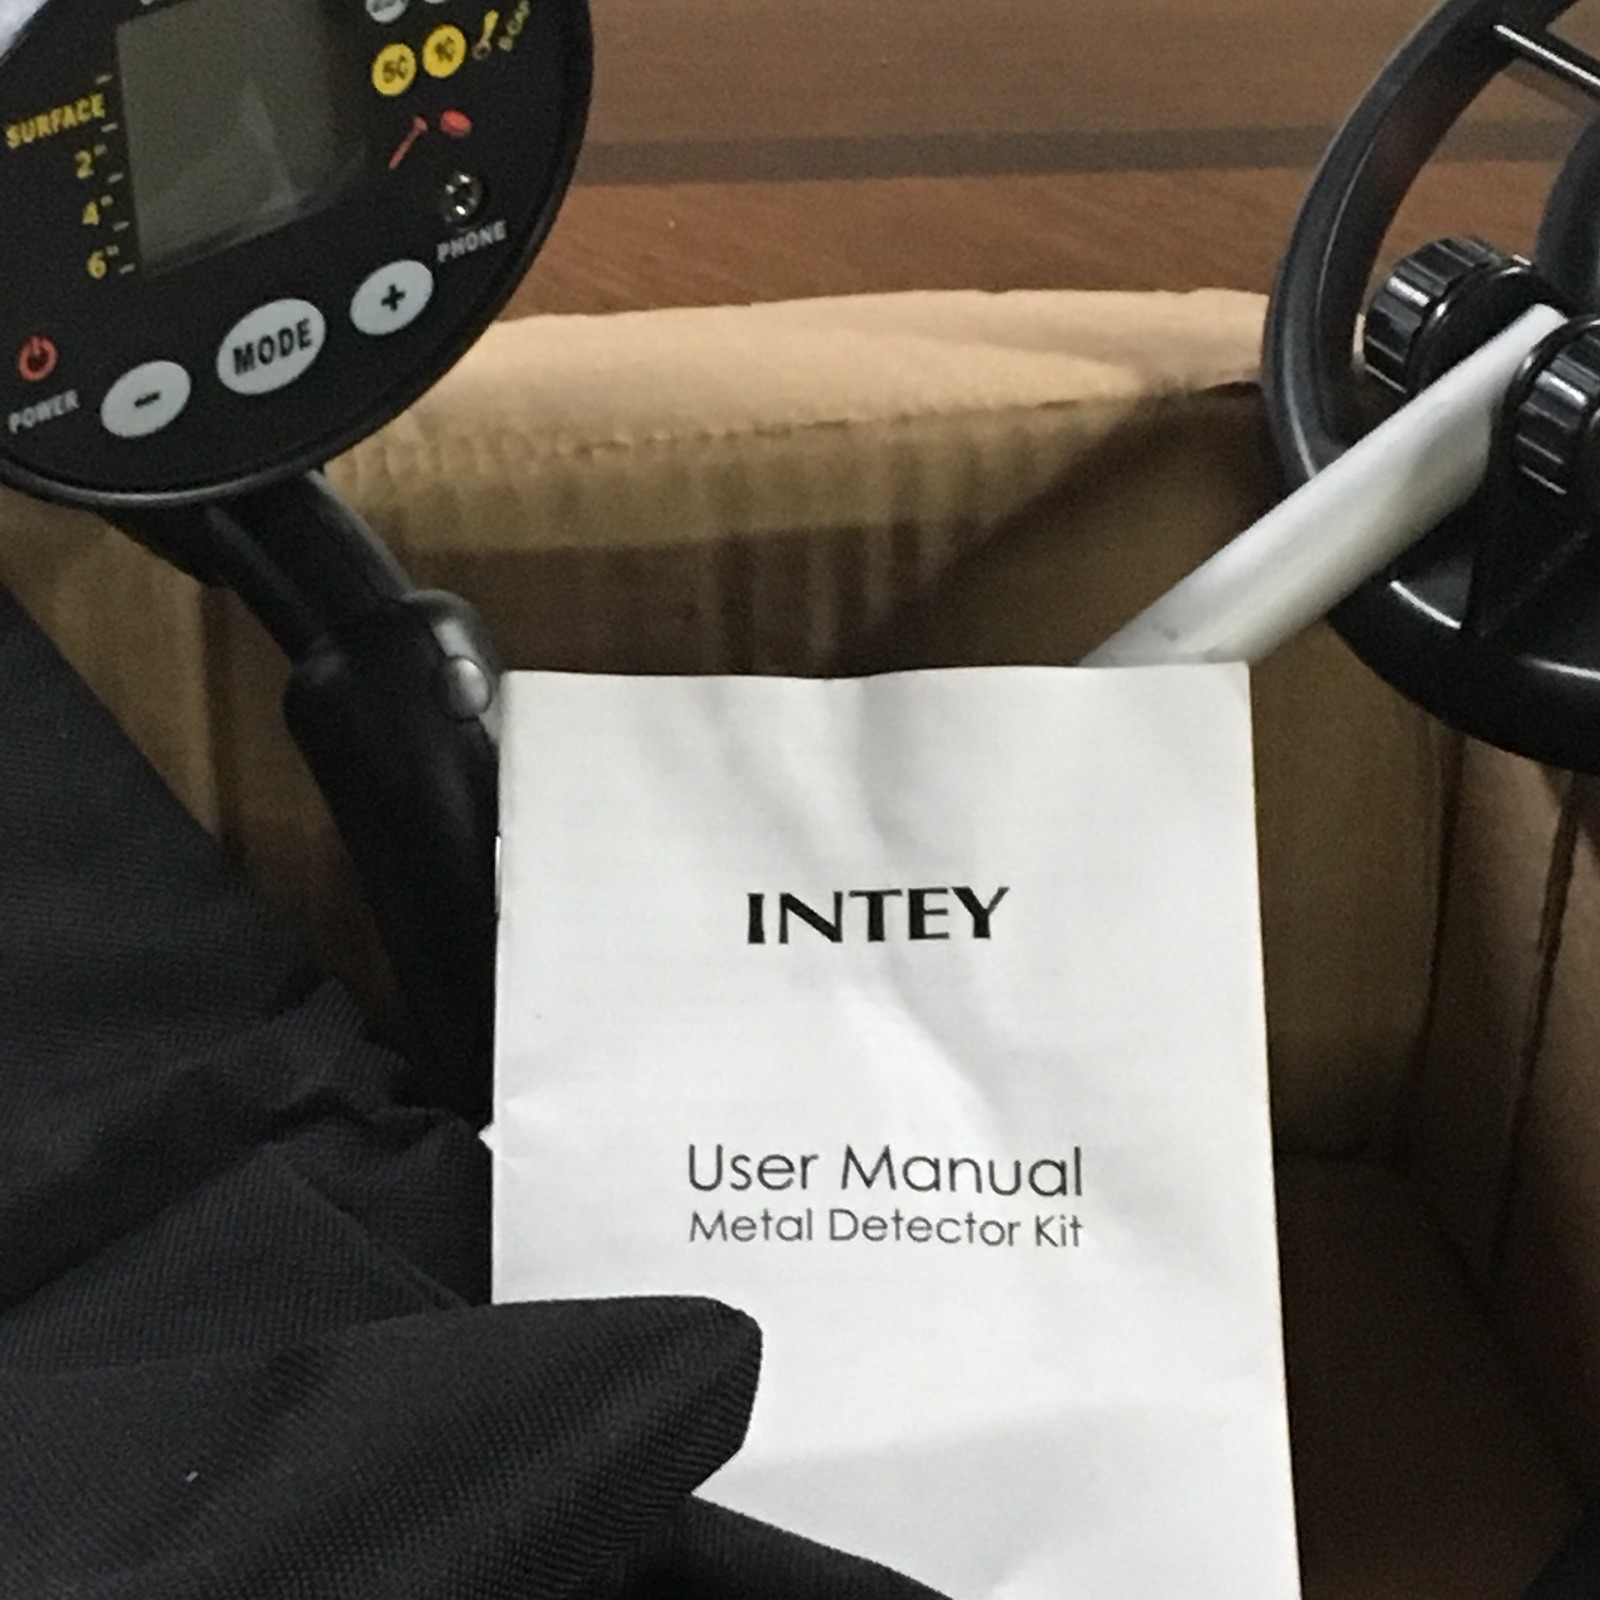 5¢ 1¢
SURFACE
2"
4"
6"
PHONE
+
MODE
-
POWER
INTEY
User Manual
Metal Detector Kit